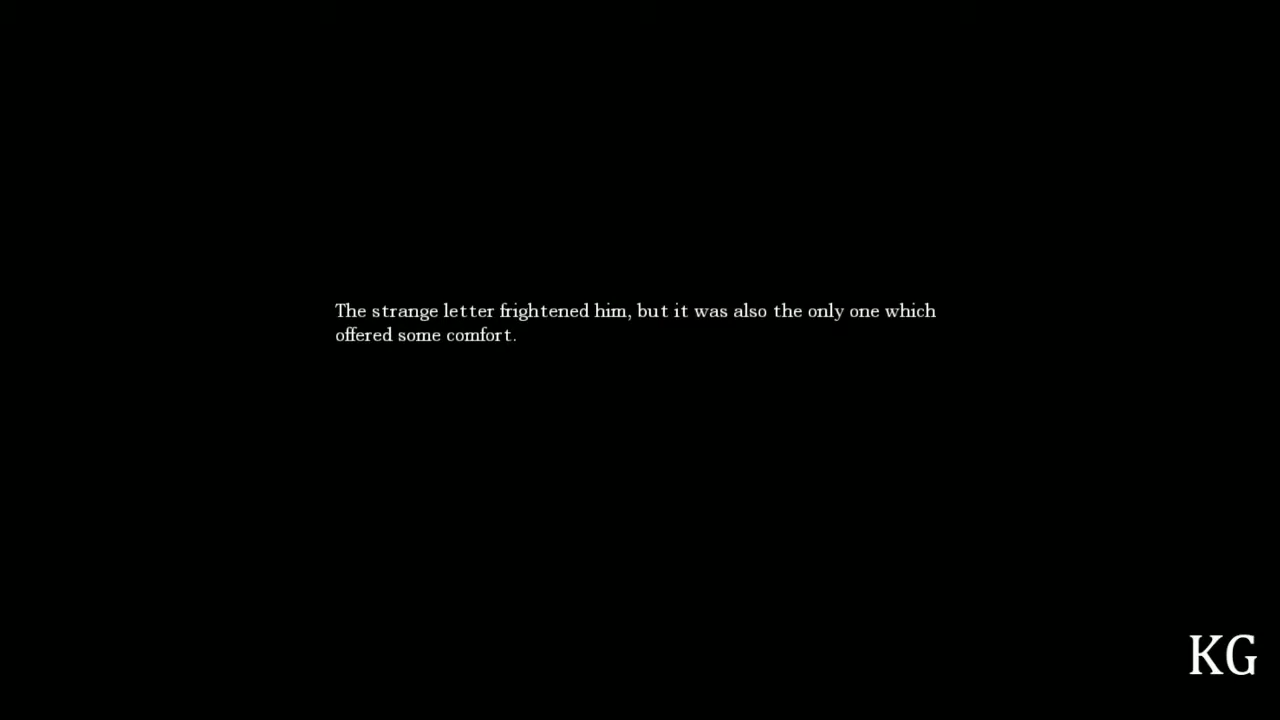 The strange letter frightened him, but it was also the only one which
offered some comfort.
KG